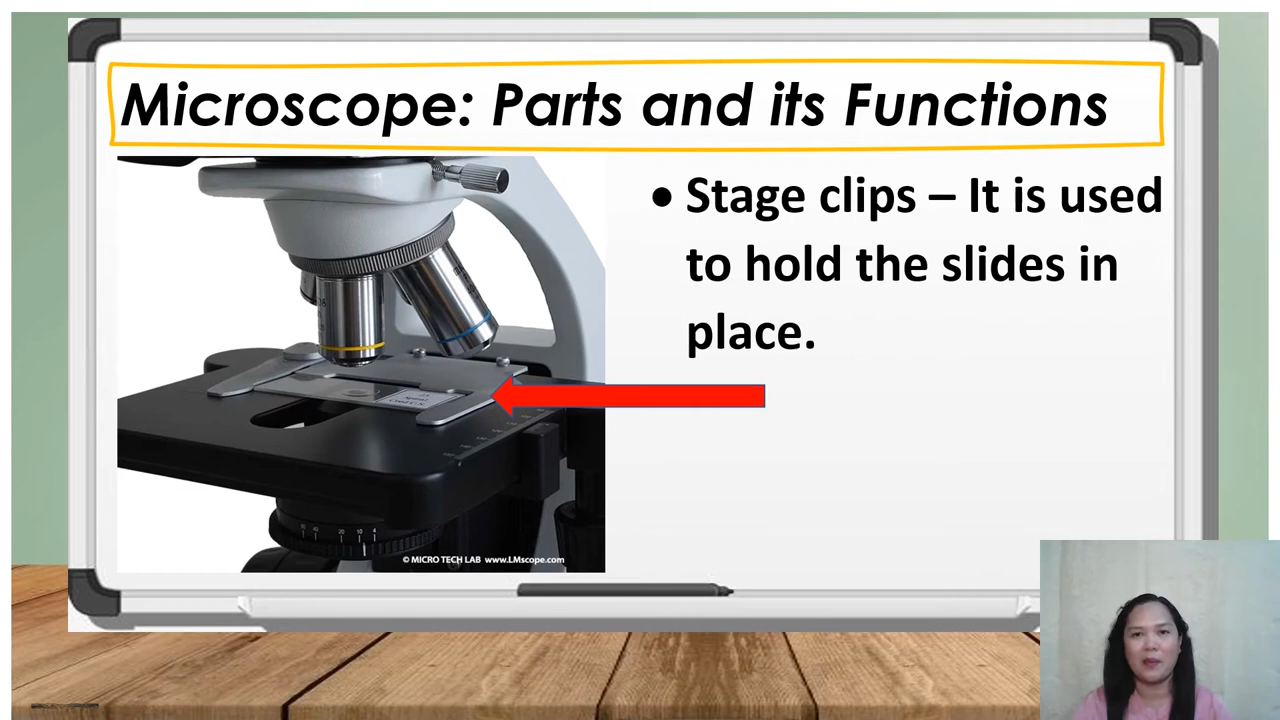 Microscope: Parts and its Functions
• Stage clips – It is used
to hold the slides in
place.
© MICRO TECH LAB www.LMscope.com